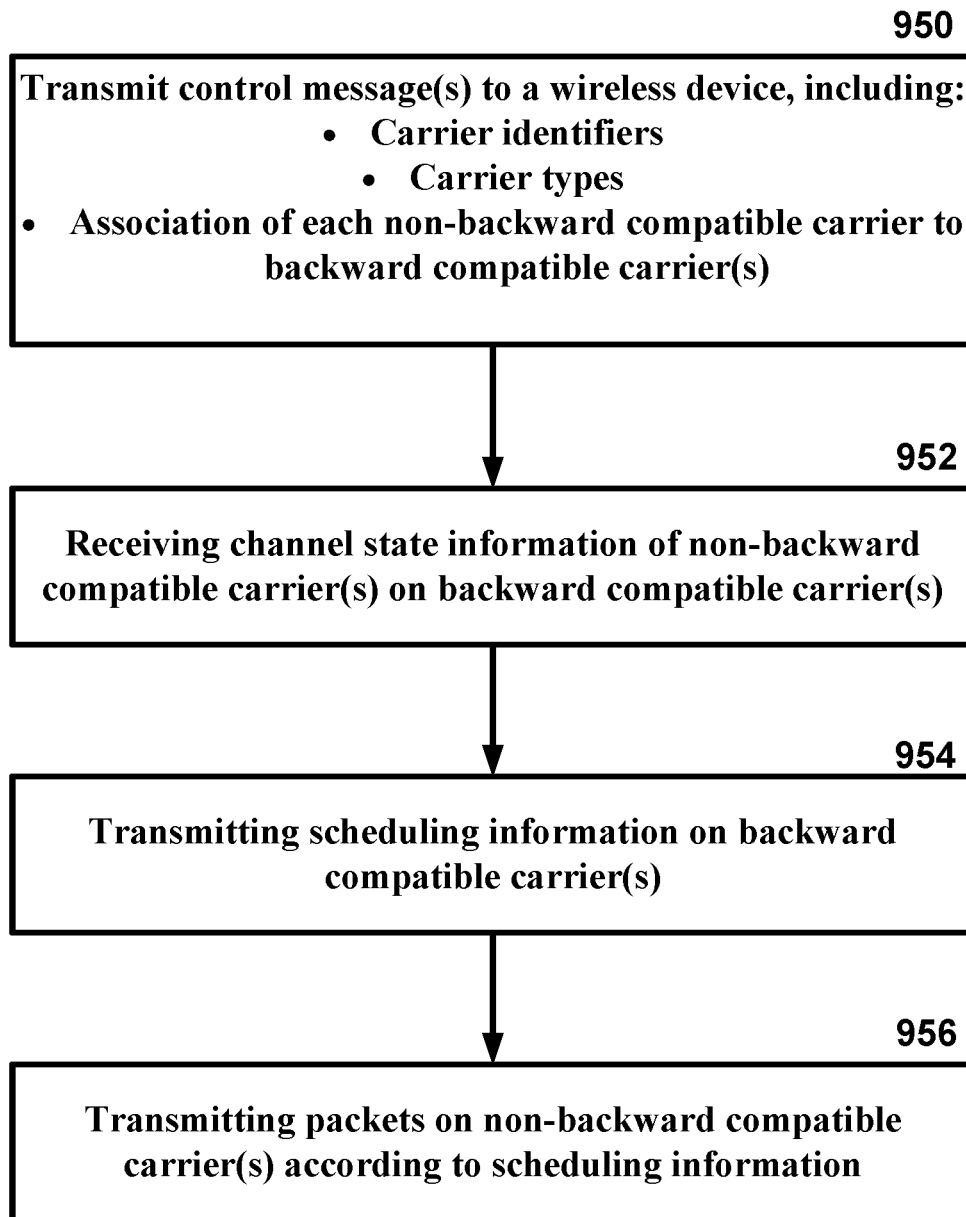 950
Transmit control message(s) to a wireless device, including:
• Carrier identifiers
• Carrier types
• Association of each non-backward compatible carrier to
backward compatible carrier(s)
952
Receiving channel state information of non-backward
compatible carrier(s) on backward compatible carrier(s)
954
Transmitting scheduling information on backward
compatible carrier(s)
956
Transmitting packets on non-backward compatible
carrier(s) according to scheduling information